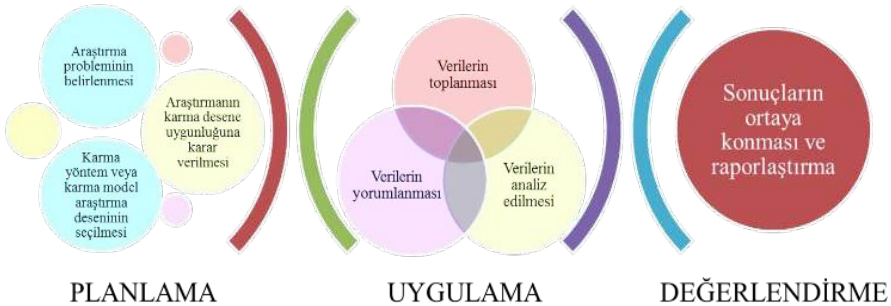 Araştırma
probleminin
belirlenmesi
Araştırmanın
karma desene
uygunluğuna
karar
verilmesi
Karma
yöntem veya
karma model
araştırma
deseninin
seçilmesi
PLANLAMA
Verilerin
toplanması
Verilerin
yorumlanması
Verilerin
analiz
edilmesi
UYGULAMA
Sonuçların
ortaya
konması ve
raporlaştırma
DEĞERLENDİRME